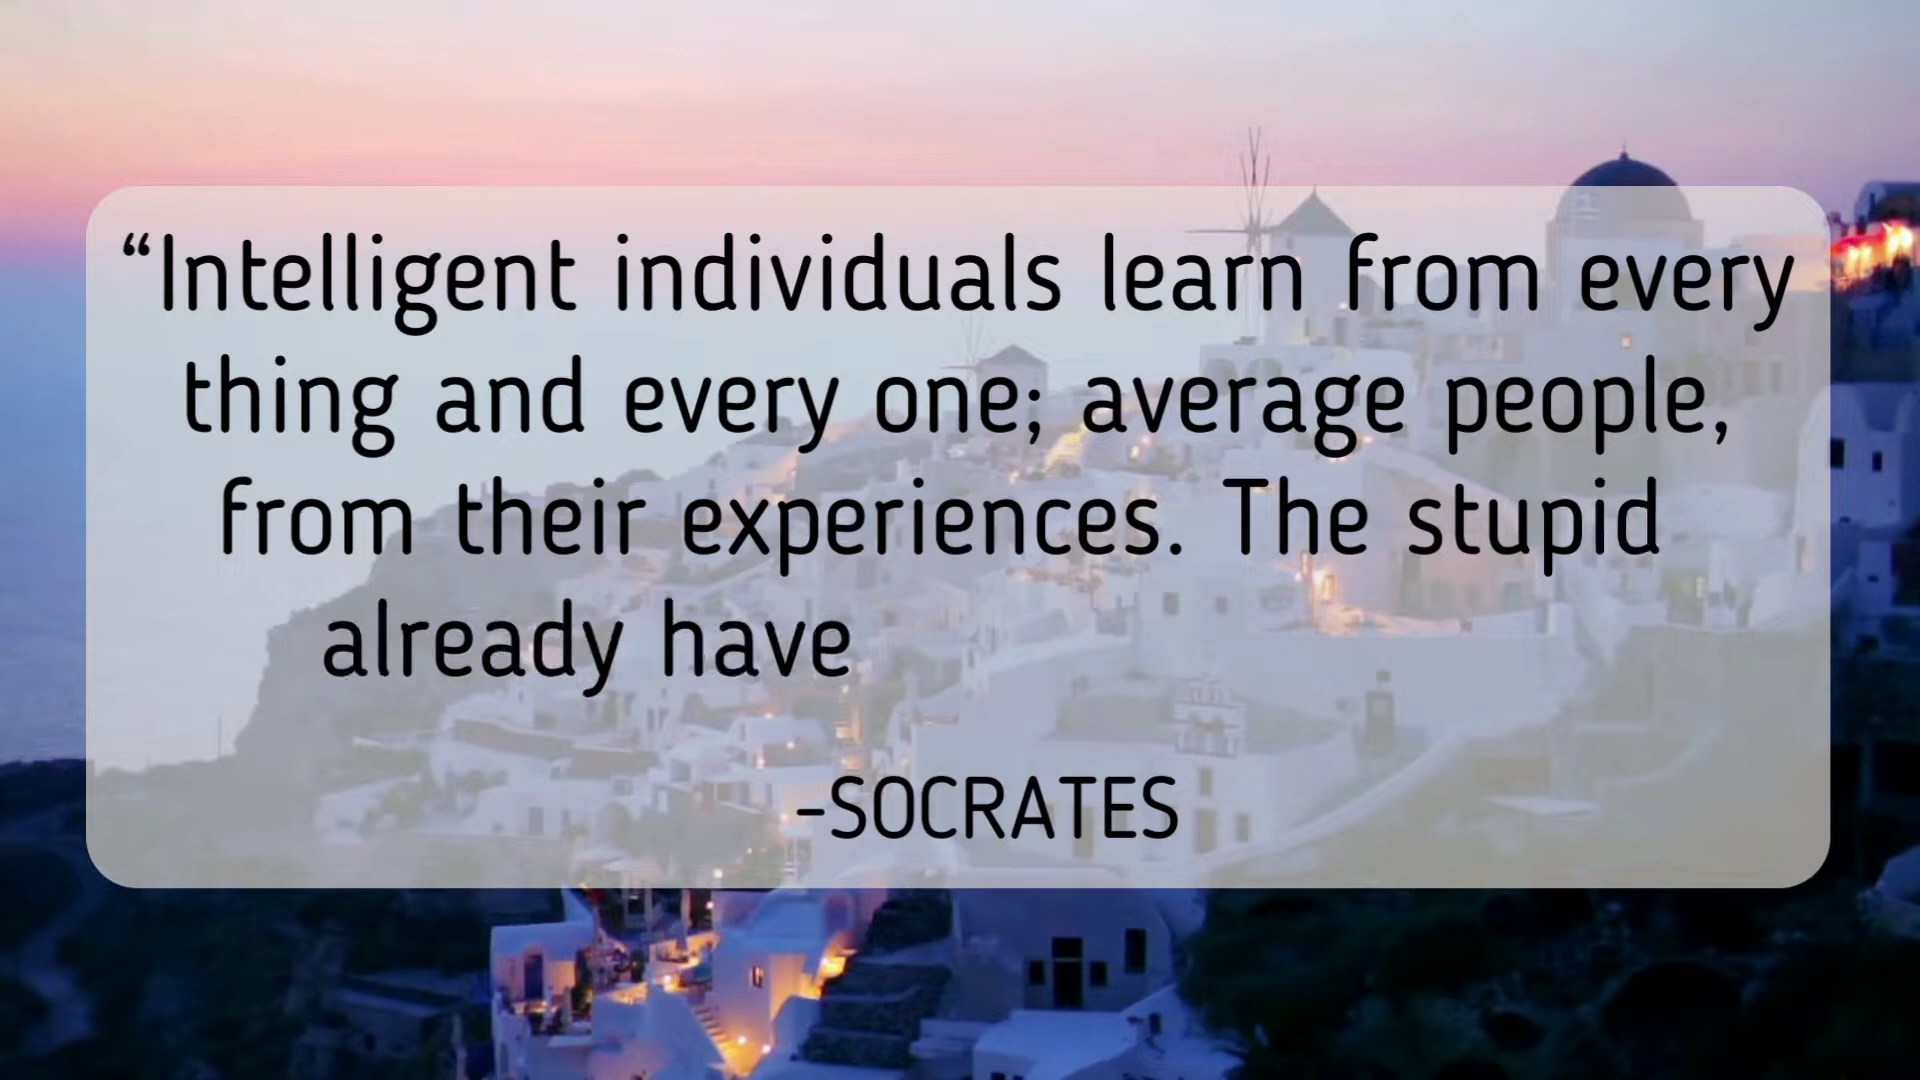 “Intelligent individuals learn from every
thing and every one; average people,
from their experiences. The stupid
already have
-SOCRATES